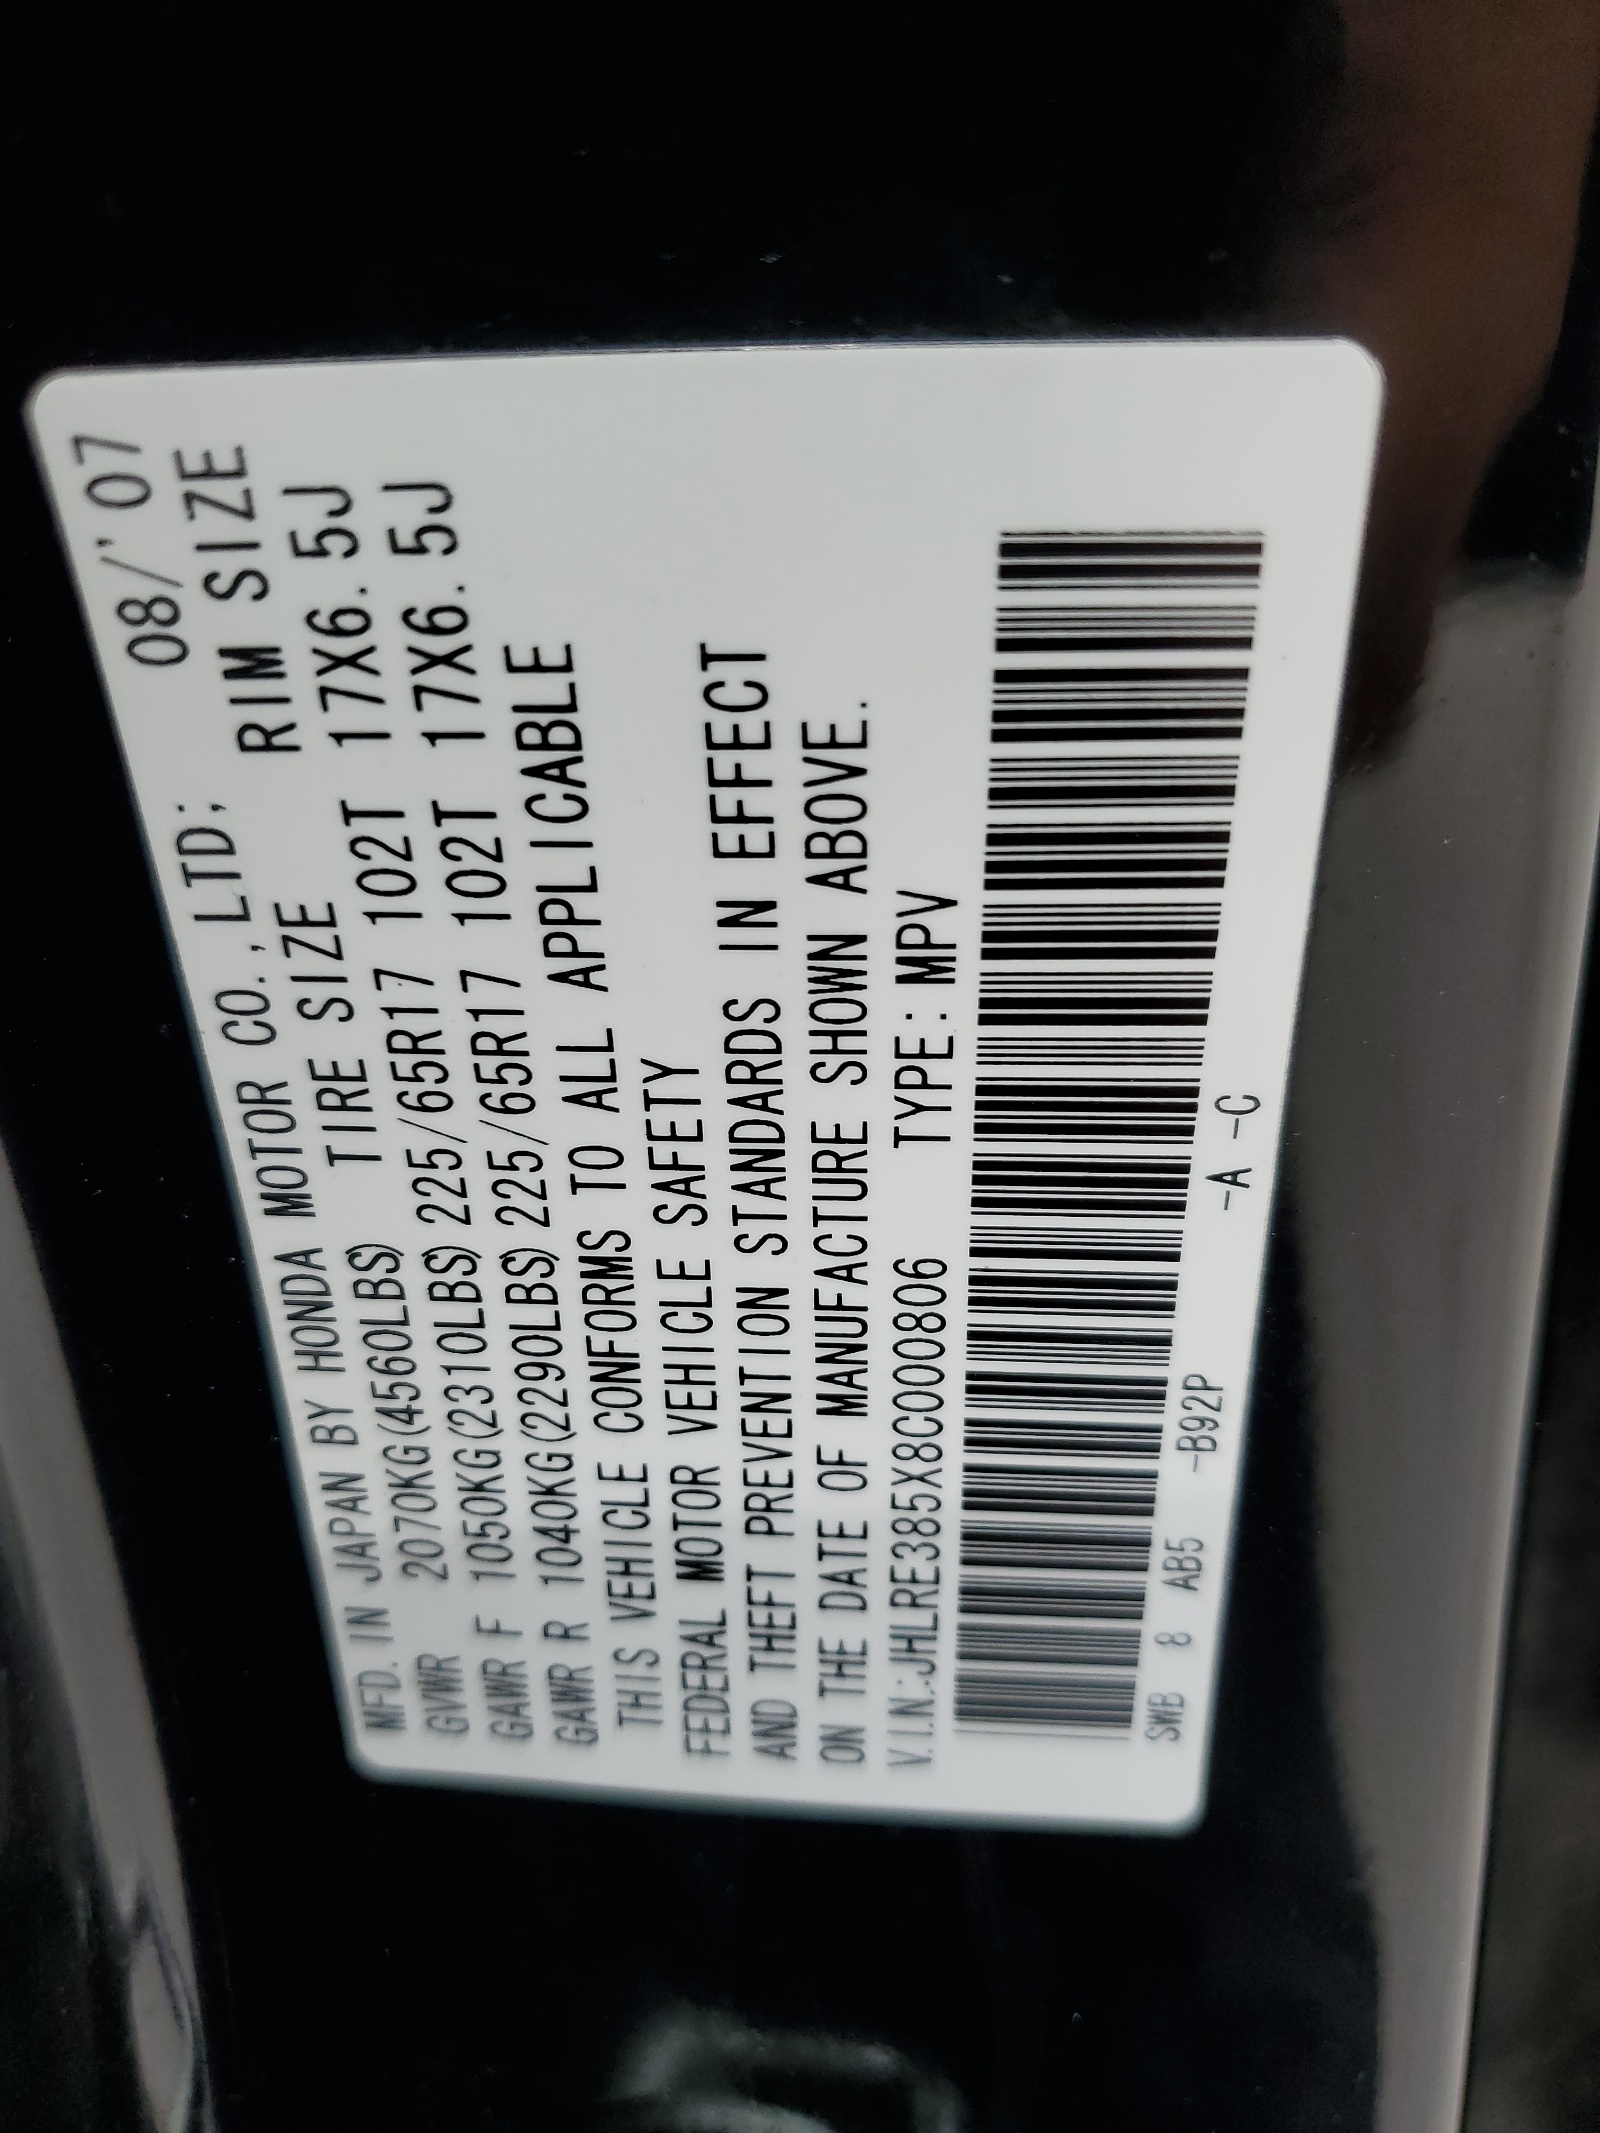 MFD. IN JAPAN BY HONDA MOTOR CO.,LTD; 08/'07
GVWR 2070KG(4560LBS) TIRE SIZE RIM SIZE
GAWR F 1050KG(2310LBS) 225/65R17 102T 17X6.5J
GAWR R 1040KG(2290LBS) 225/65R17 102T 17X6.5J
THIS VEHICLE CONFORMS TO ALL APPLICABLE
FEDERAL MOTOR VEHICLE SAFETY
AND THEFT PREVENTION STANDARDS IN EFFECT
ON THE DATE OF MANUFACTURE SHOWN ABOVE.
V.I.N.:JHLRE385X8C000806 TYPE:MPV
SWB 8 AB5 -B92P -A -C